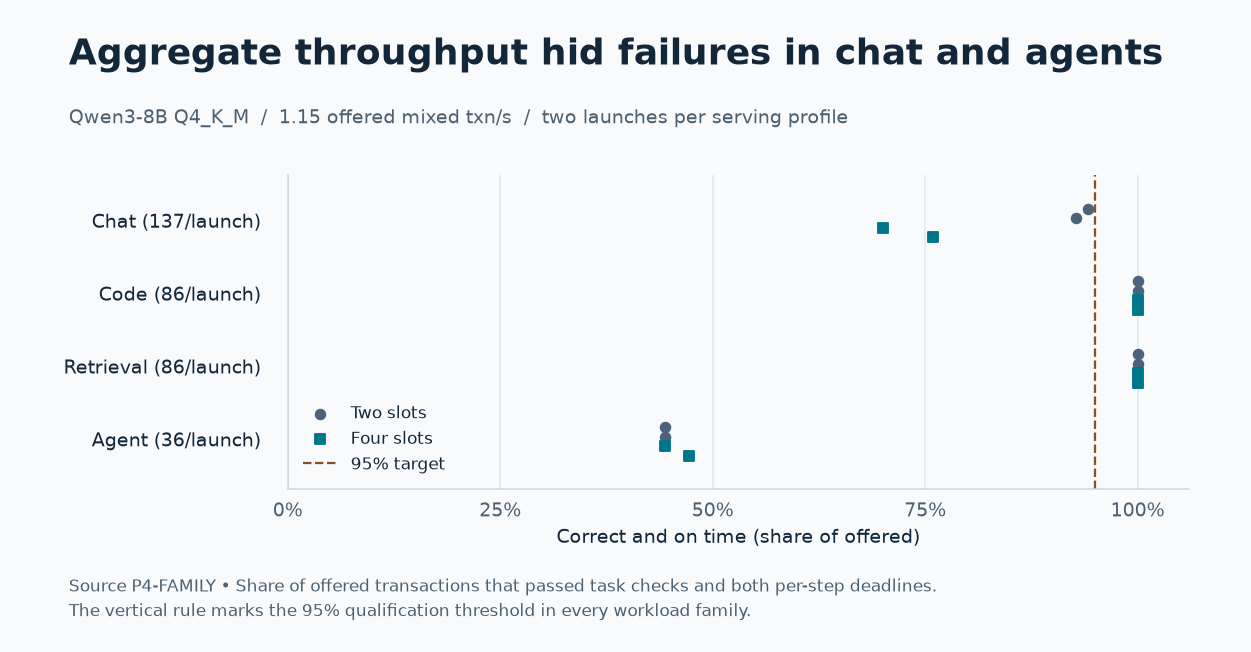 Aggregate throughput hid failures in chat and agents
Qwen3-8B Q4_K_M / 1.15 offered mixed txn/s / two launches per serving profile
Chat (137/launch)
Code (86/launch)
Retrieval (86/launch)
Agent (36/launch)
Two slots
Four slots
95% target
0% 25% 50% 75% 100%
Correct and on time (share of offered)
Source P4-FAMILY • Share of offered transactions that passed task checks and both per-step deadlines.
The vertical rule marks the 95% qualification threshold in every workload family.